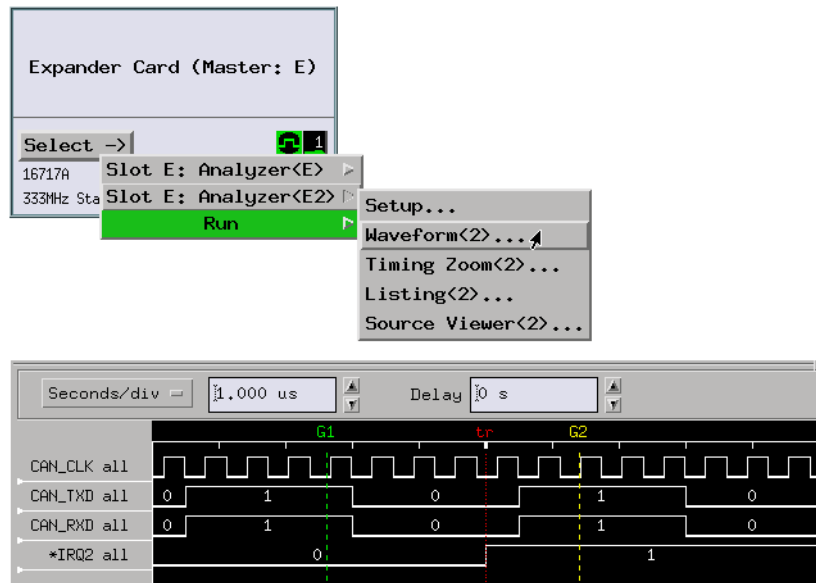 Expander Card (Master: E)
Select ->
1
16717A
333MHz Sta
Slot E: Analyzer<E>
Slot E: Analyzer<E2>
Run
Setup...
Waveform<2>...
Timing Zoom<2>...
Listing<2>...
Source Viewer<2>...
Seconds/div 1.000 us Delay 0 s
G1 tr G2
CAN_CLK all
CAN_TXD all 0 1 0 1 0
CAN_RXD all 0 1 0 1 0
*IRQ2 all 0 1